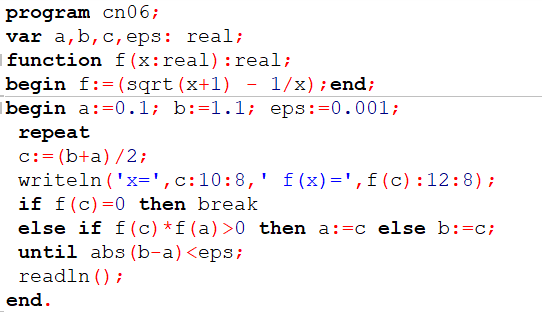 program cn06;
var a,b,c,eps: real;
function f(x:real):real;
begin f:=(sqrt(x+1) - 1/x);end;
begin a:=0.1; b:=1.1; eps:=0.001;
repeat
c:=(b+a)/2;
writeln('x=',c:10:8,' f(x)=',f(c):12:8);
if f(c)=0 then break
else if f(c)*f(a)>0 then a:=c else b:=c;
until abs(b-a)<eps;
readln();
end.